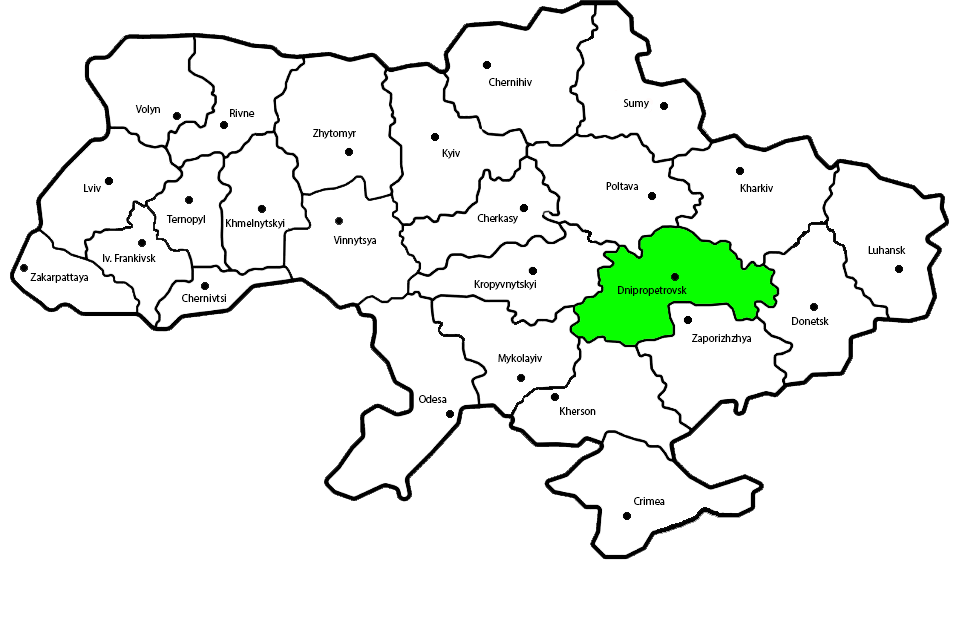 Chernihiv
Sumy
Volyn
Rivne
Zhytomyr
Kyiv
Lviv
Poltava
Kharkiv
Ternopyl
Khmelnytskyi
Cherkasy
Vinnytsya
Luhansk
Iv. Frankivsk
Zakarpattaya
Kropyvnytskyi
Dnipropetrovsk
Chernivtsi
Donetsk
Zaporizhzhya
Mykolayiv
Odesa
Kherson
Crimea